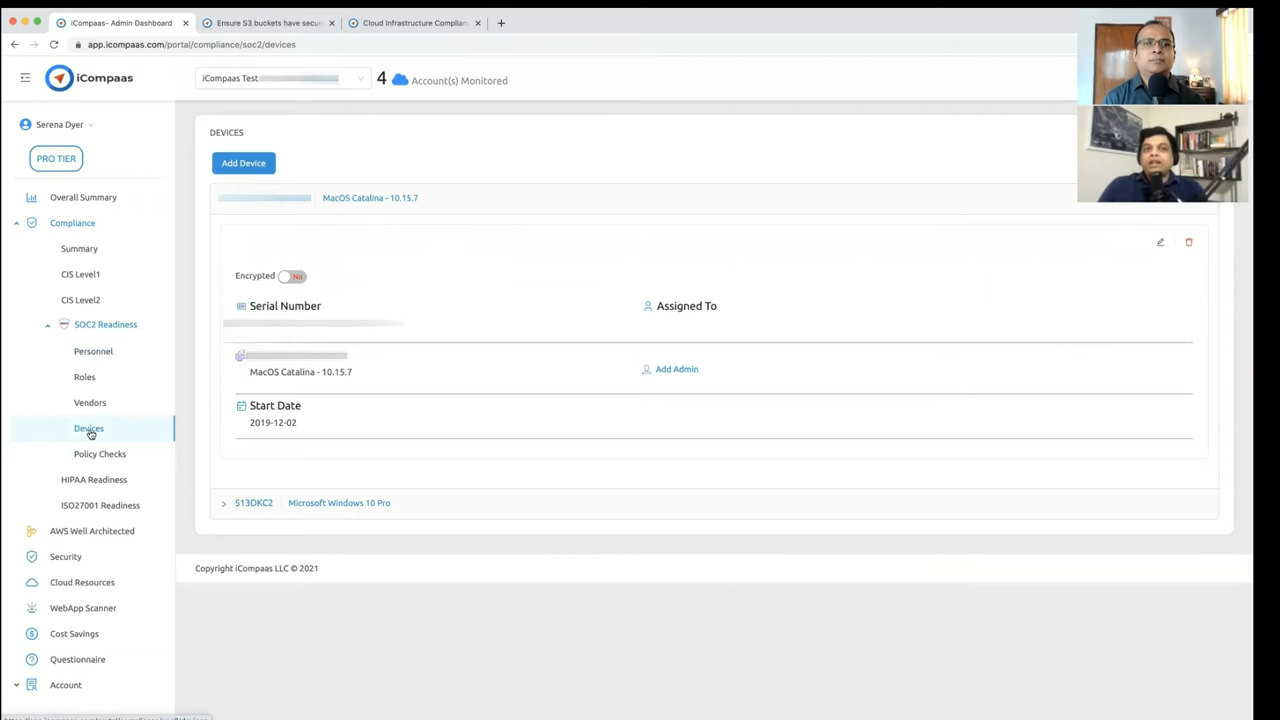 iCompaas- Admin Dashboard
Ensure S3 buckets have secur
Cloud Infrastructure Complian
app.icompaas.com/portal/compliance/soc2/devices
iCompaas
iCompaas Test
4 Account(s) Monitored
Serena Dyer
PRO TIER
Overall Summary
Compliance
Summary
CIS Level1
CIS Level2
SOC2 Readiness
Personnel
Roles
Vendors
Devices
Policy Checks
HIPAA Readiness
ISO27001 Readiness
AWS Well Architected
Security
Cloud Resources
WebApp Scanner
Cost Savings
Questionnaire
Account
DEVICES
Add Device
MacOS Catalina - 10.15.7
Encrypted No
Serial Number
Assigned To
MacOS Catalina - 10.15.7
Add Admin
Start Date
2019-12-02
513DKC2 Microsoft Windows 10 Pro
Copyright iCompaas LLC © 2021